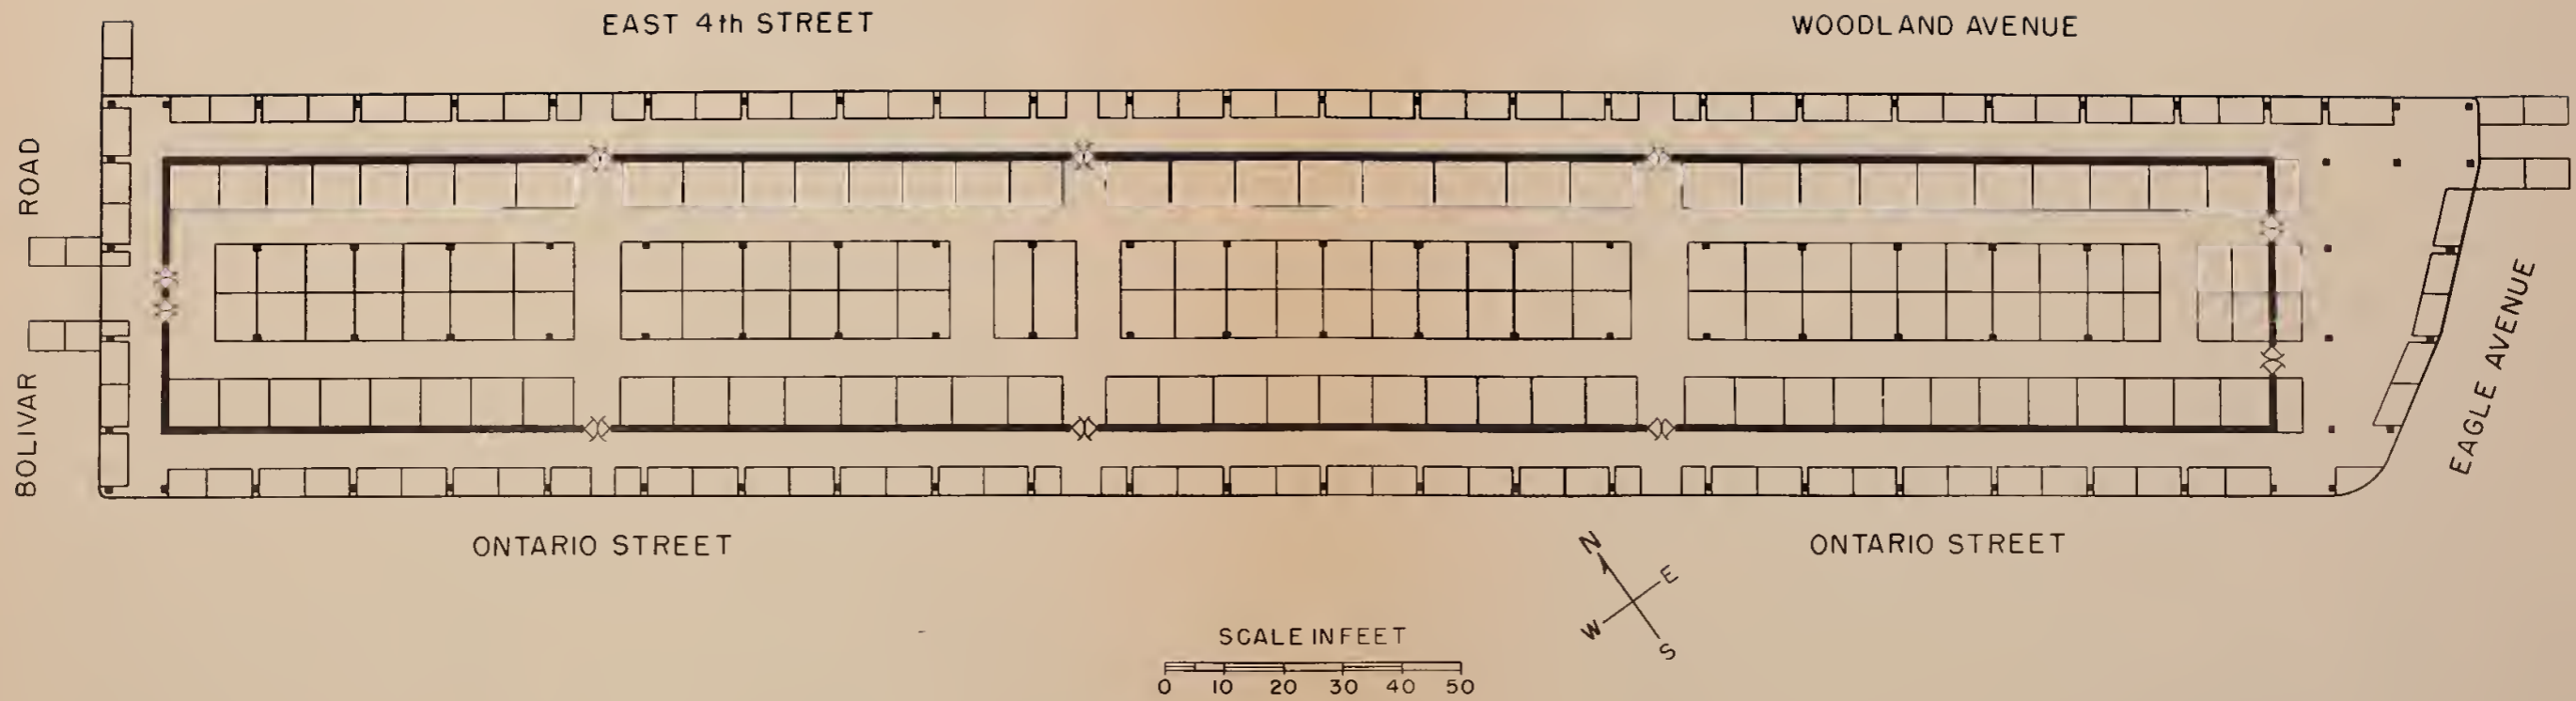 EAST 4th STREET
WOODLAND AVENUE
BOLIVAR ROAD
EAGLE AVENUE
ONTARIO STREET
ONTARIO STREET
N
E
W
S
SCALE IN FEET
0 10 20 30 40 50